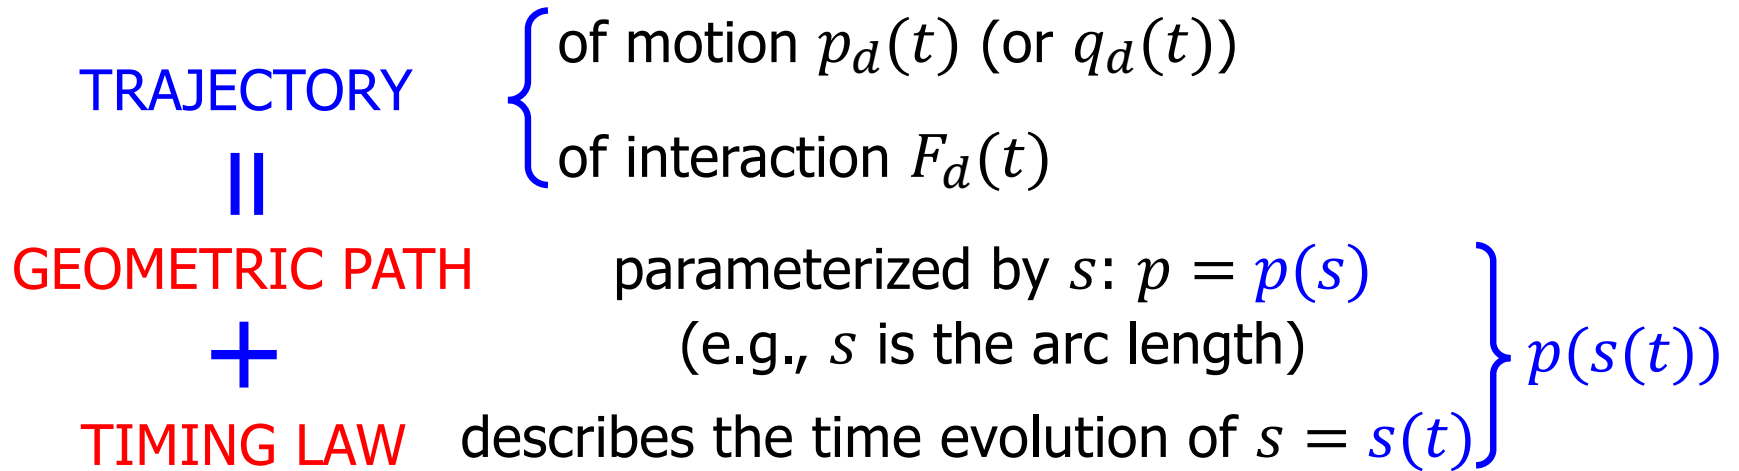 of motion p_d(t) (or q_d(t))
TRAJECTORY
of interaction F_d(t)
=
GEOMETRIC PATH parameterized by s: p = p(s)
+ (e.g., s is the arc length) p(s(t))
TIMING LAW describes the time evolution of s = s(t)